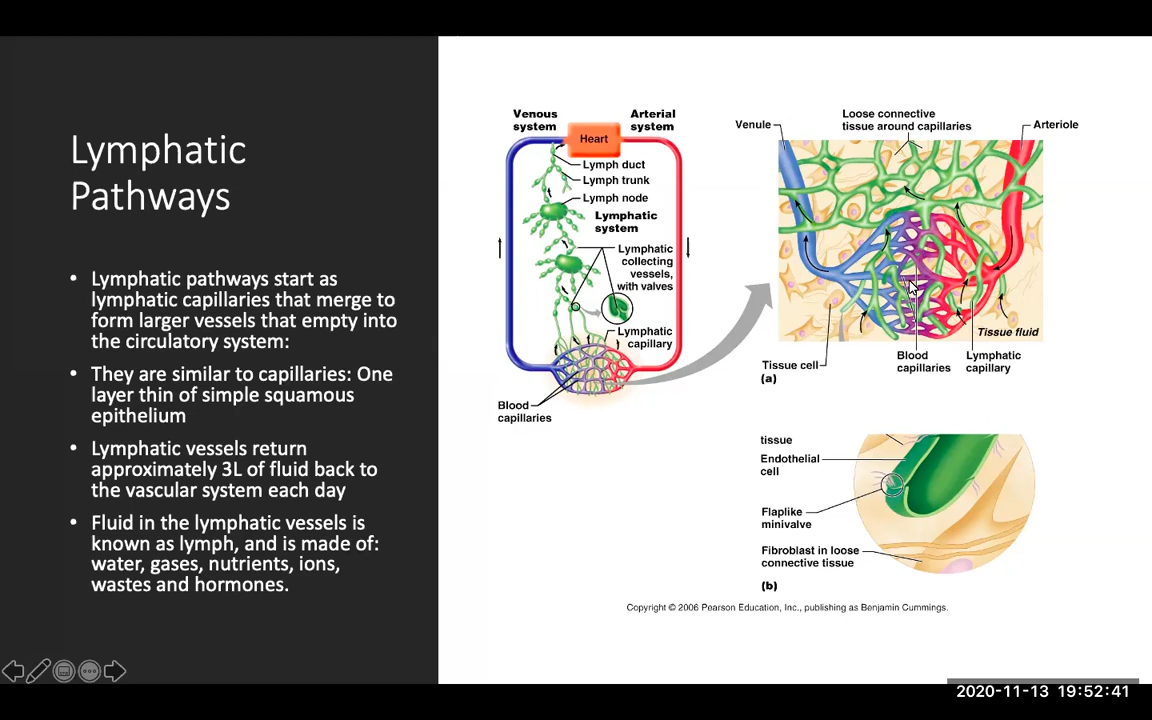 Lymphatic
Pathways
• Lymphatic pathways start as
lymphatic capillaries that merge to
form larger vessels that empty into
the circulatory system:
• They are similar to capillaries: One
layer thin of simple squamous
epithelium
• Lymphatic vessels return
approximately 3L of fluid back to
the vascular system each day
• Fluid in the lymphatic vessels is
known as lymph, and is made of:
water, gases, nutrients, ions,
wastes and hormones.
Venous
system
Arterial
system
Heart
Lymph duct
Lymph trunk
Lymph node
Lymphatic
system
Lymphatic
collecting
vessels,
with valves
Lymphatic
capillary
Blood
capillaries
Venule
Loose connective
tissue around capillaries
Arteriole
Tissue fluid
Tissue cell
Blood
capillaries
Lymphatic
capillary
(a)
tissue
Endothelial
cell
Flaplike
minivalve
Fibroblast in loose
connective tissue
(b)
Copyright © 2006 Pearson Education, Inc., publishing as Benjamin Cummings.
2020-11-13 19:52:41